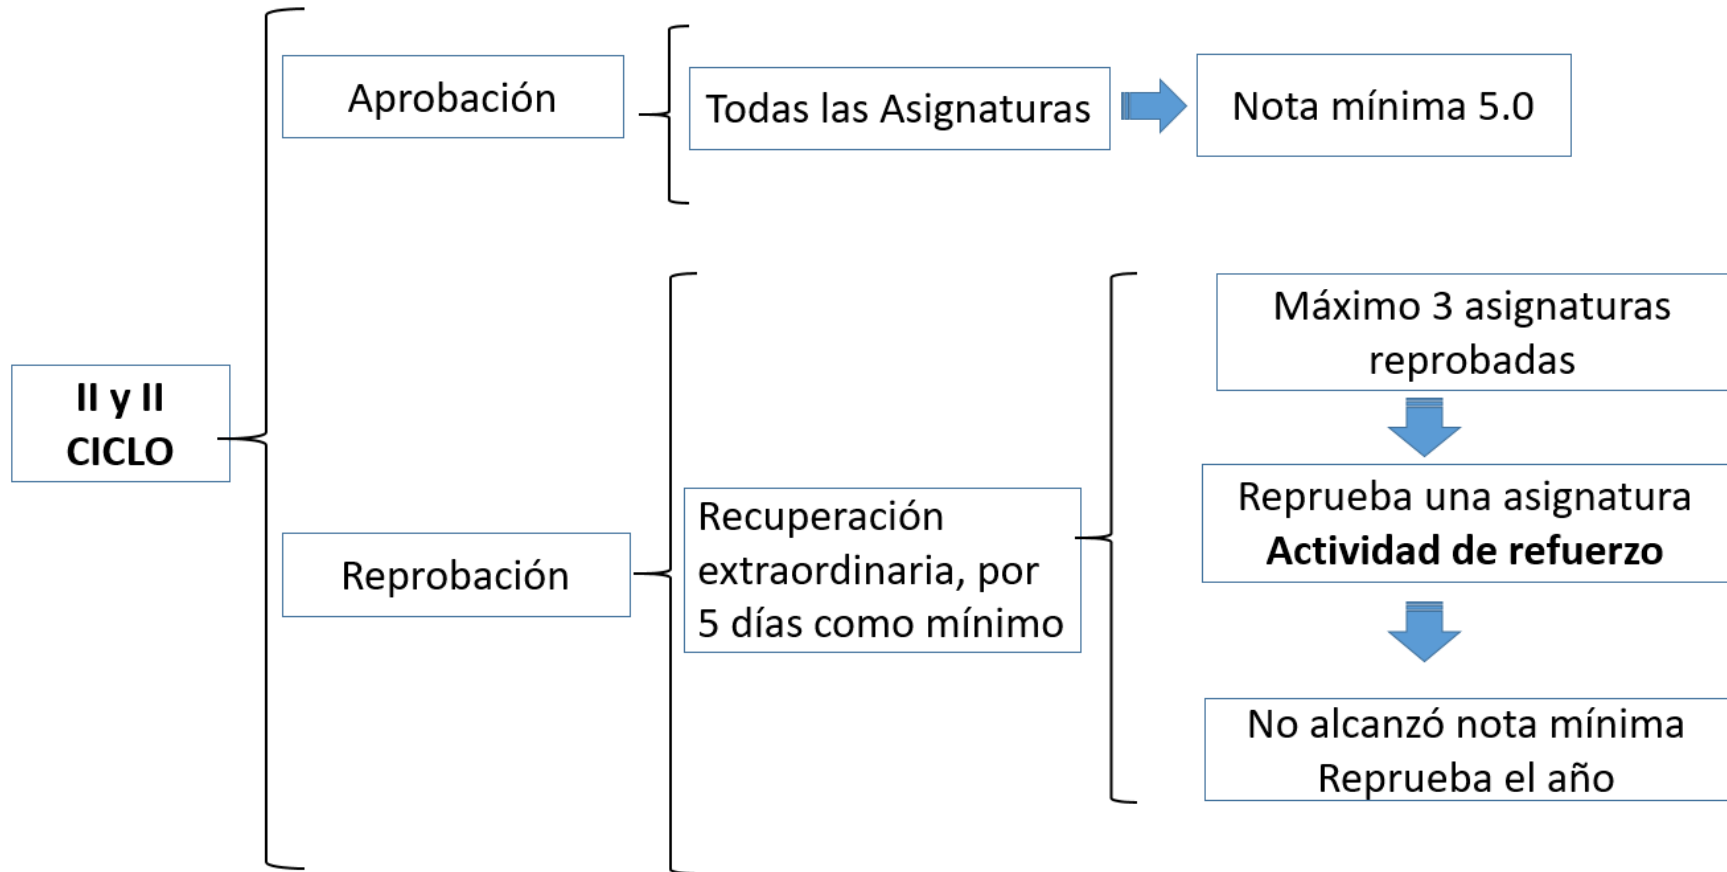 II y II
CICLO
Aprobación
Todas las Asignaturas
Nota mínima 5.0
Reprobación
Recuperación
extraordinaria, por
5 días como mínimo
Máximo 3 asignaturas
reprobadas
Reprueba una asignatura
Actividad de refuerzo
No alcanzó nota mínima
Reprueba el año